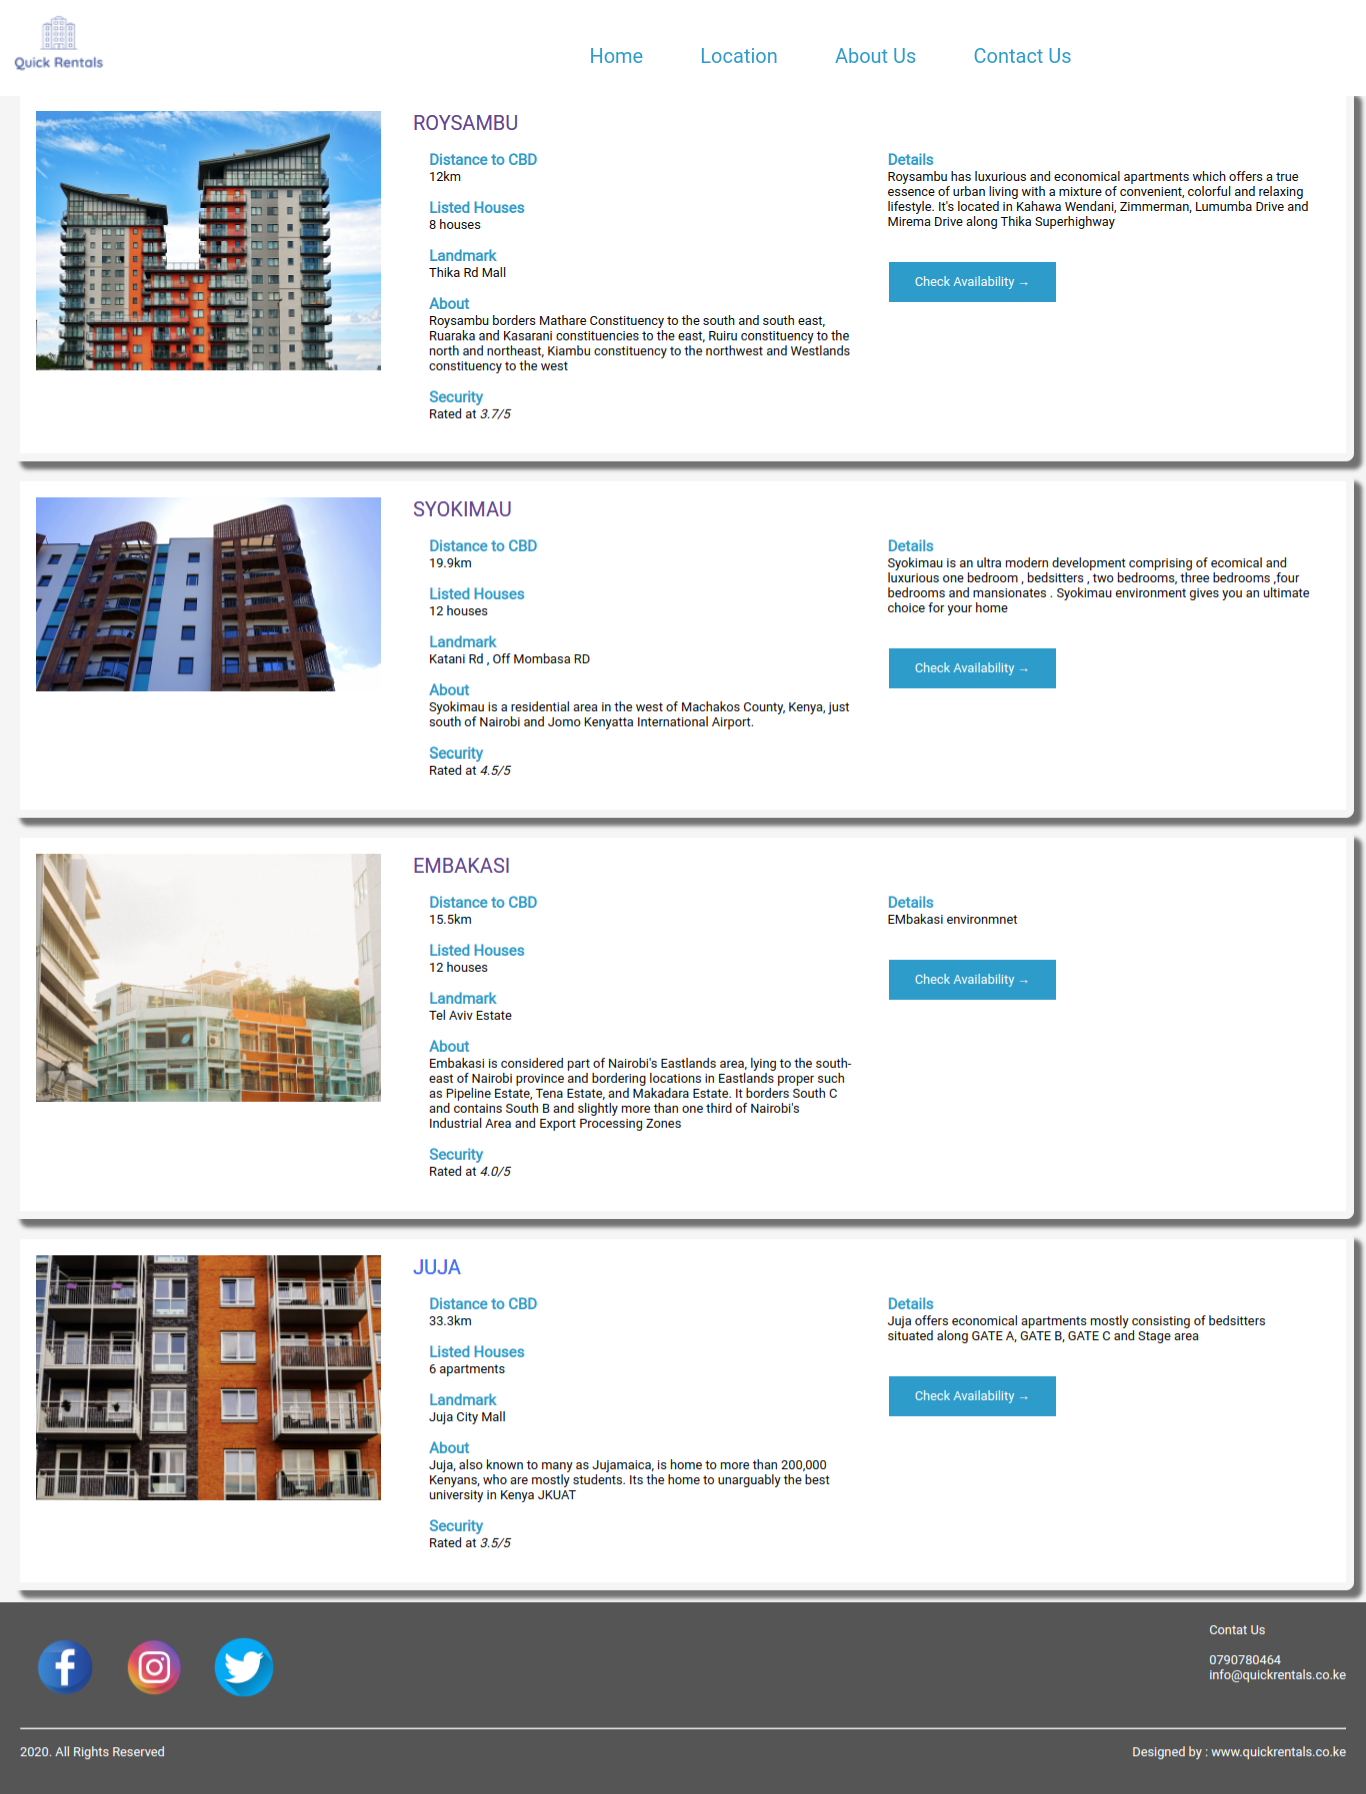 Quick Rentals
Home
Location
About Us
Contact Us
ROYSAMBU
Distance to CBD
12km
Listed Houses
8 houses
Landmark
Thika Rd Mall
About
Roysambu borders Mathare Constituency to the south and south east,
Ruaraka and Kasarani constituencies to the east, Ruiru constituency to the
north and northeast, Kiambu constituency to the northwest and Westlands
constituency to the west
Security
Rated at 3.7/5
Details
Roysambu has luxurious and economical apartments which offers a true
essence of urban living with a mixture of convenient, colorful and relaxing
lifestyle. It's located in Kahawa Wendani, Zimmerman, Lumumba Drive and
Mirema Drive along Thika Superhighway
Check Availability →
SYOKIMAU
Distance to CBD
19.9km
Listed Houses
12 houses
Landmark
Katani Rd , Off Mombasa RD
About
Syokimau is a residential area in the west of Machakos County, Kenya, just
south of Nairobi and Jomo Kenyatta International Airport.
Security
Rated at 4.5/5
Details
Syokimau is an ultra modern development comprising of ecomical and
luxurious one bedroom , bedsitters , two bedrooms, three bedrooms ,four
bedrooms and mansionates . Syokimau environment gives you an ultimate
choice for your home
Check Availability →
EMBAKASI
Distance to CBD
15.5km
Listed Houses
12 houses
Landmark
Tel Aviv Estate
About
Embakasi is considered part of Nairobi's Eastlands area, lying to the south-
east of Nairobi province and bordering locations in Eastlands proper such
as Pipeline Estate, Tena Estate, and Makadara Estate. It borders South C
and contains South B and slightly more than one third of Nairobi's
Industrial Area and Export Processing Zones
Security
Rated at 4.0/5
Details
EMbakasi environmnet
Check Availability →
JUJA
Distance to CBD
33.3km
Listed Houses
6 apartments
Landmark
Juja City Mall
About
Juja, also known to many as Jujamaica, is home to more than 200,000
Kenyans, who are mostly students. Its the home to unarguably the best
university in Kenya JKUAT
Security
Rated at 3.5/5
Details
Juja offers economical apartments mostly consisting of bedsitters
situated along GATE A, GATE B, GATE C and Stage area
Check Availability →
Contat Us
0790780464
info@quickrentals.co.ke
2020. All Rights Reserved
Designed by : www.quickrentals.co.ke